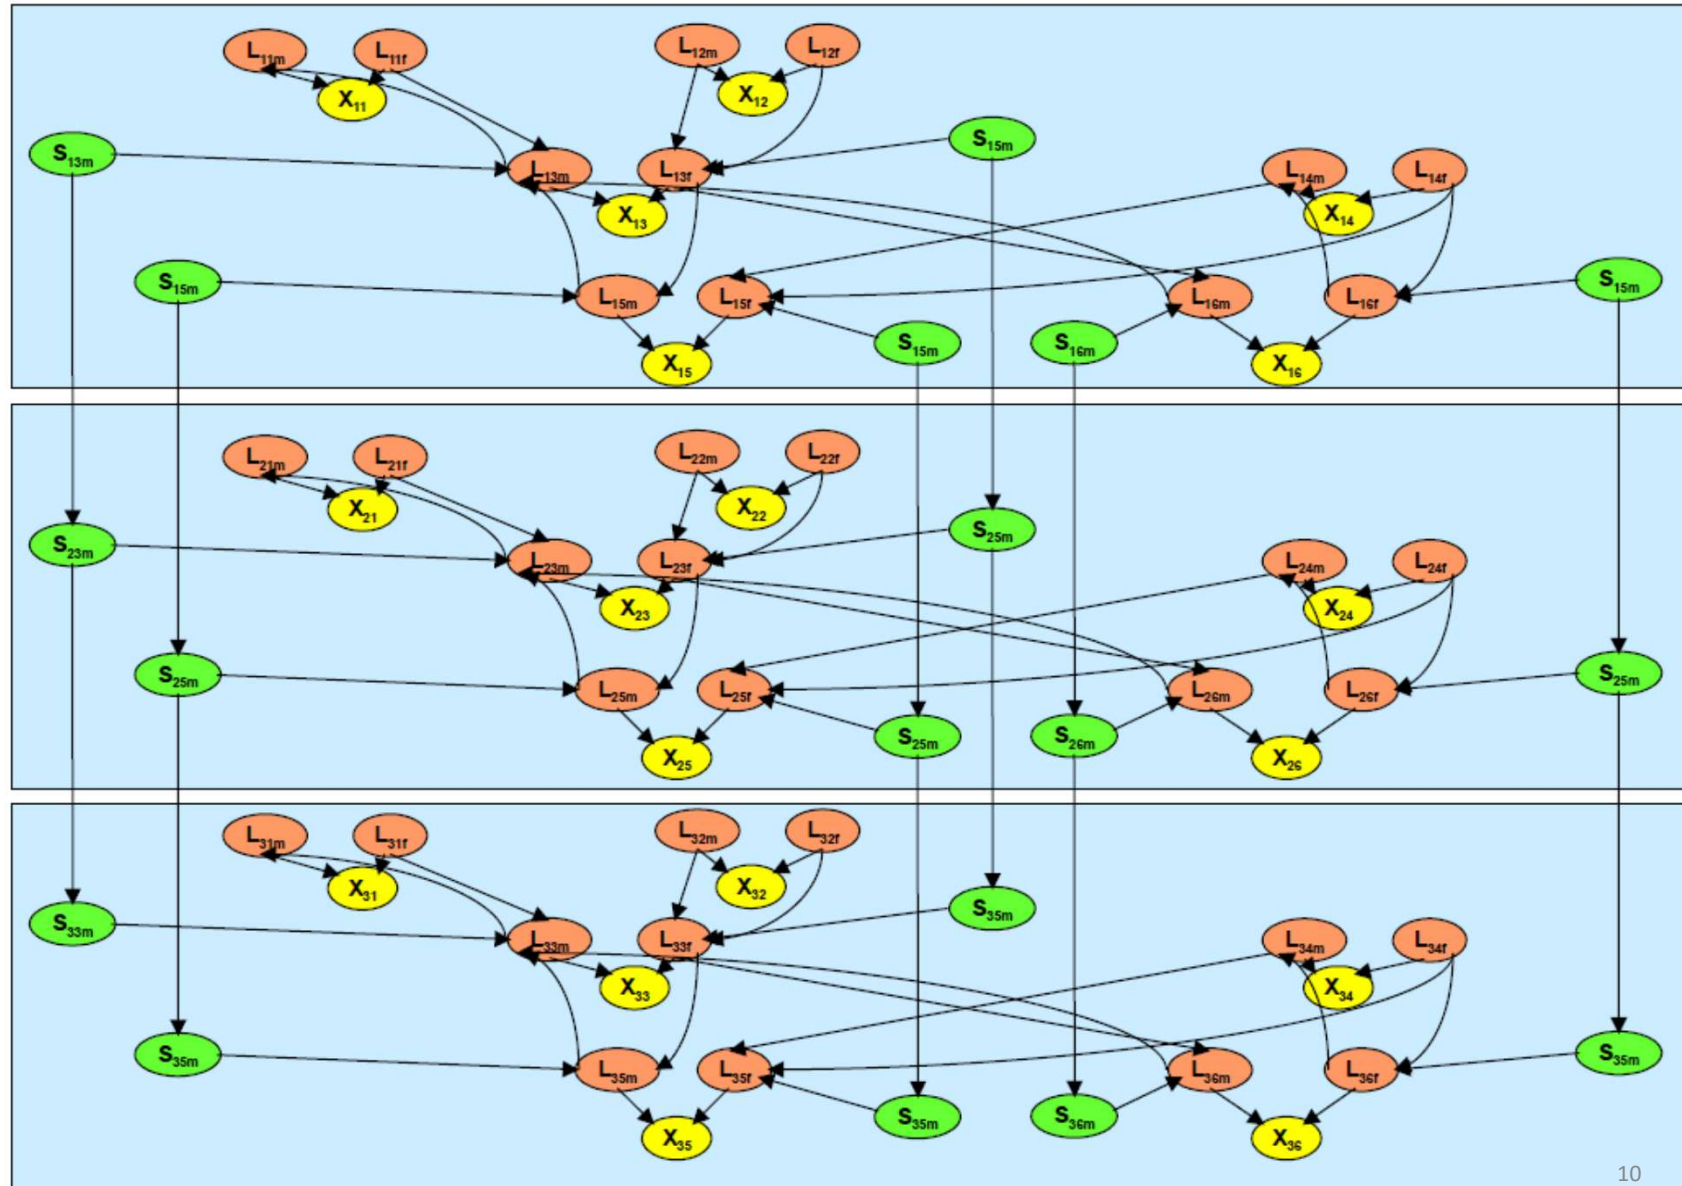 L11m L11f L12m L12f
X11 X12
S13m S15m
L13m L13f L14m L14f
X13 X14
S15m L15m L15f L16m L16f S15m
S15m S16m
X15 X16
L21m L21f L22m L22f
X21 X22
S23m S25m
L23m L23f L24m L24f
X23 X24
S25m L25m L25f L26m L26f S25m
S25m S26m
X25 X26
L31m L31f L32m L32f
X31 X32
S33m S35m
L33m L33f L34m L34f
X33 X34
S35m L35m L35f L36m L36f S35m
S35m S36m
X35 X36
10